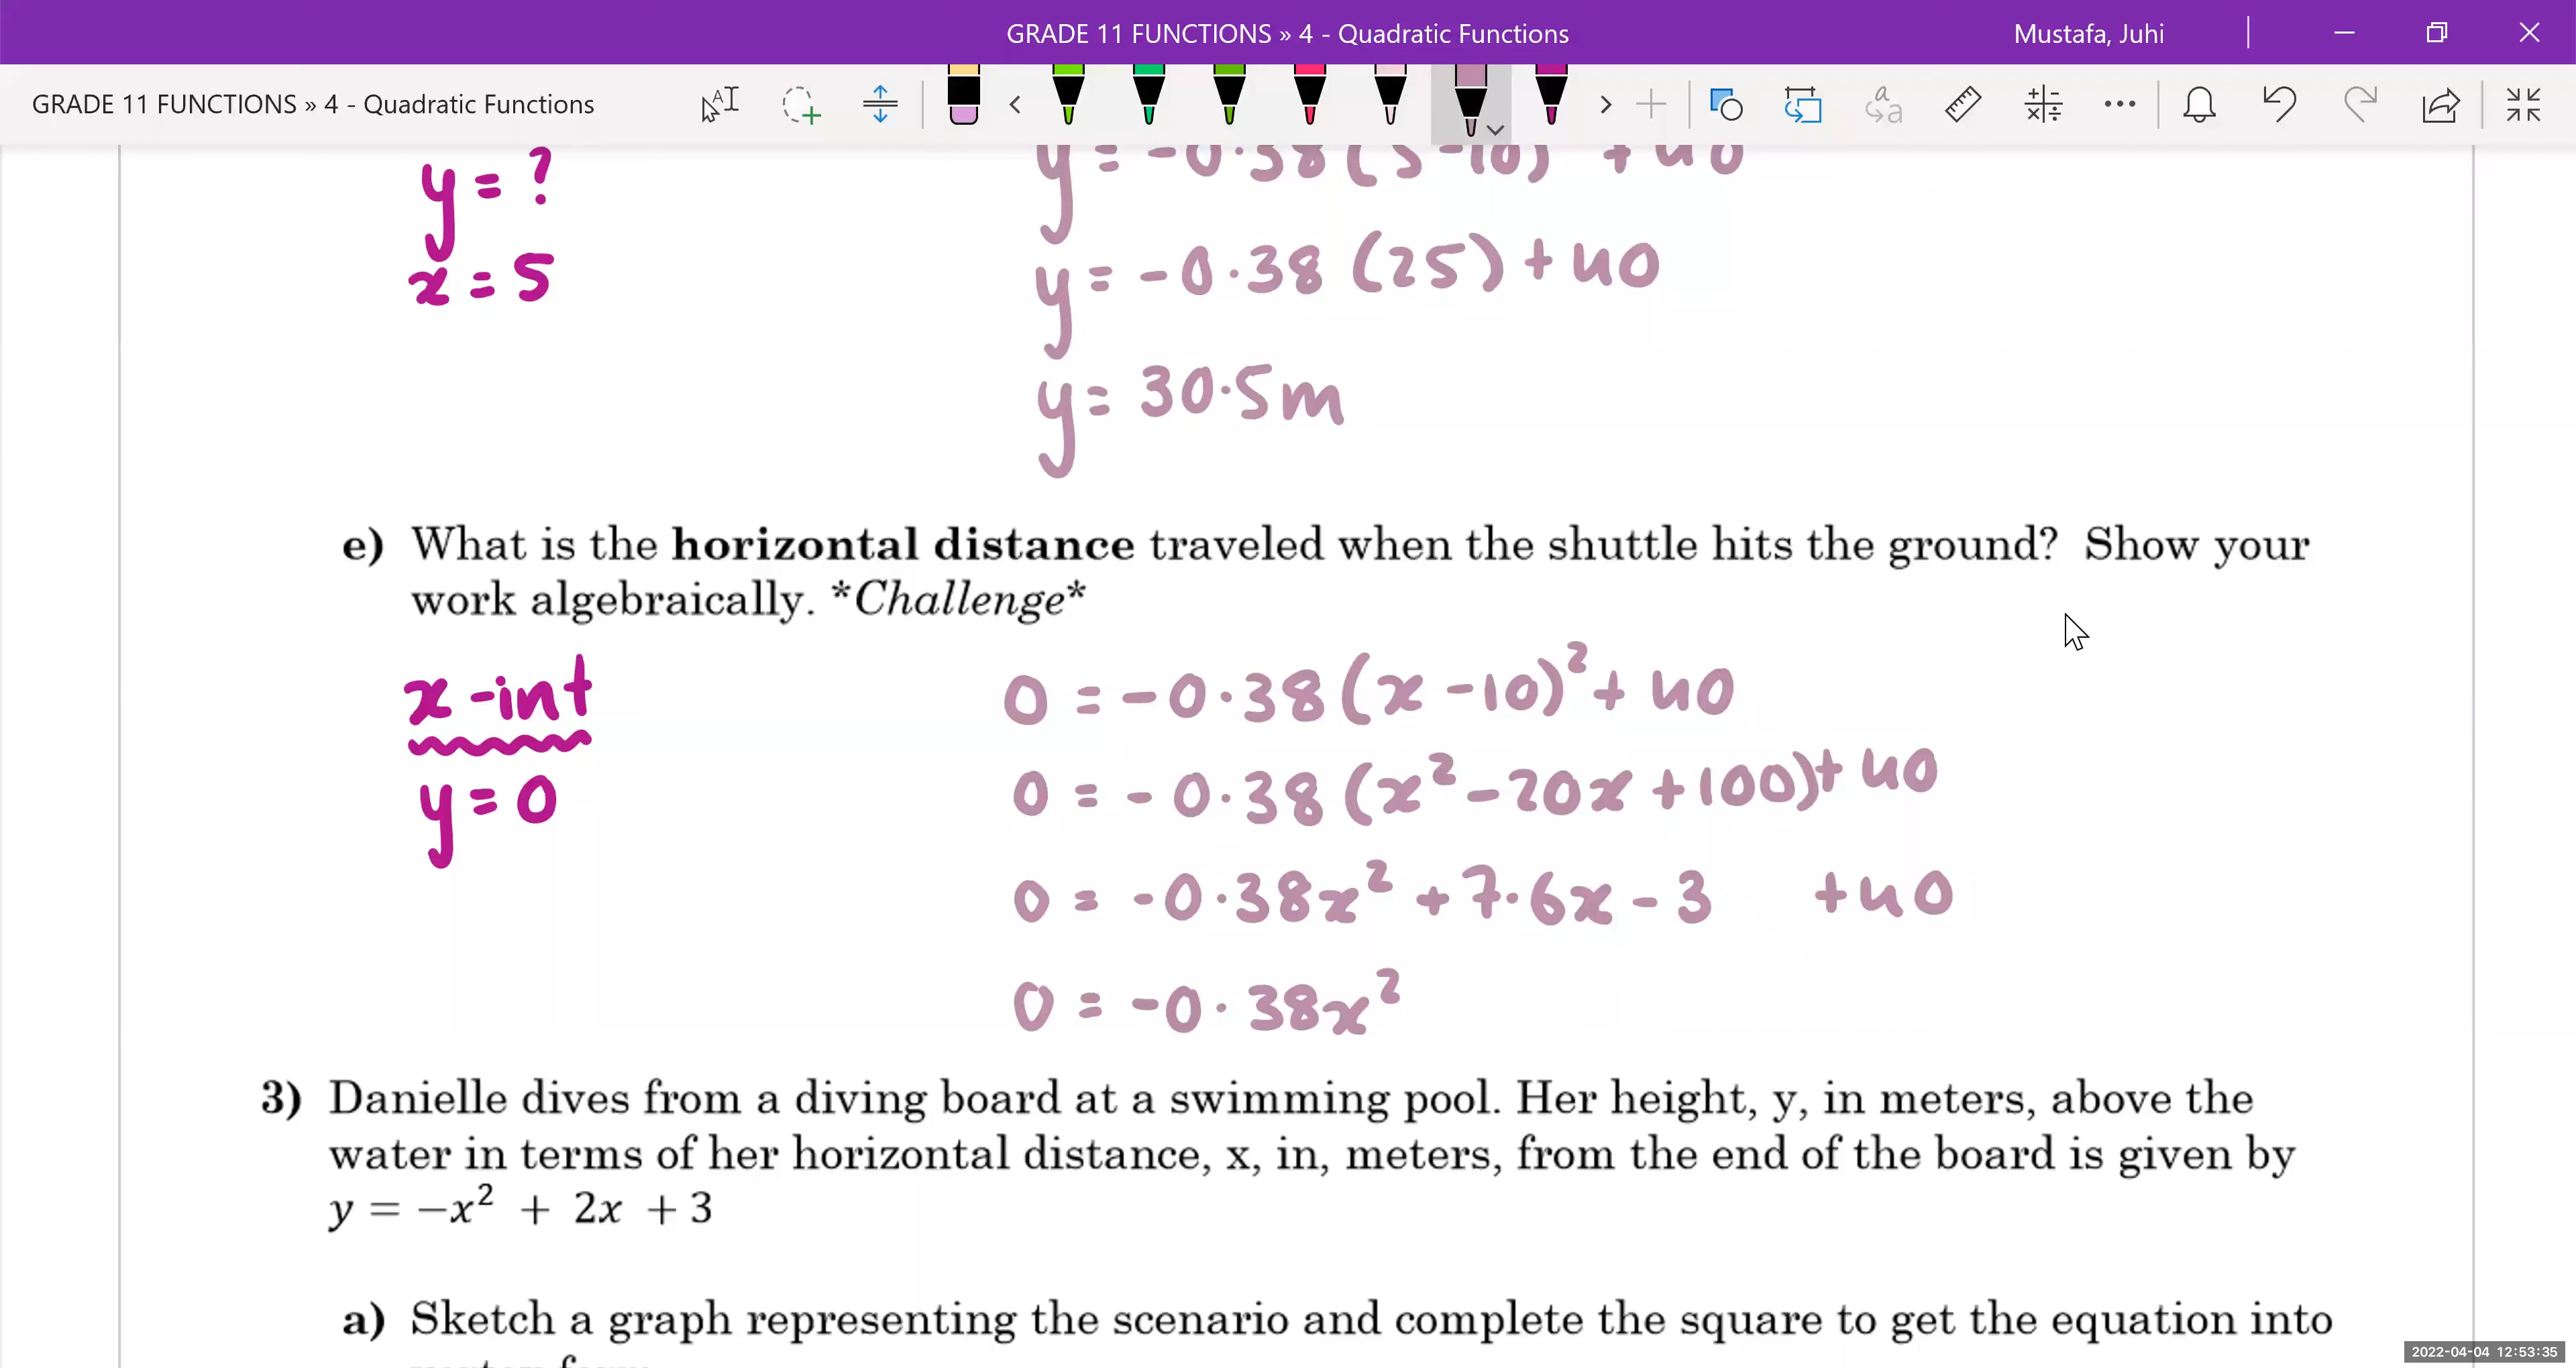 GRADE 11 FUNCTIONS » 4 - Quadratic Functions
Mustafa, Juhi
GRADE 11 FUNCTIONS » 4 - Quadratic Functions
y = ?
x = 5
y = -0.38(5-10) + 40
y = -0.38 (25) + 40
y = 30.5m
e) What is the horizontal distance traveled when the shuttle hits the ground? Show your
work algebraically. *Challenge*
x-int
y = 0
0 = -0.38(x-10)² + 40
0 = -0.38 (x² - 20x + 100) + 40
0 = -0.38x² + 7.6x - 3 + 40
0 = -0.38x²
3) Danielle dives from a diving board at a swimming pool. Her height, y, in meters, above the
water in terms of her horizontal distance, x, in, meters, from the end of the board is given by
y = −x² + 2x + 3
a) Sketch a graph representing the scenario and complete the square to get the equation into
2022-04-04 12:53:35